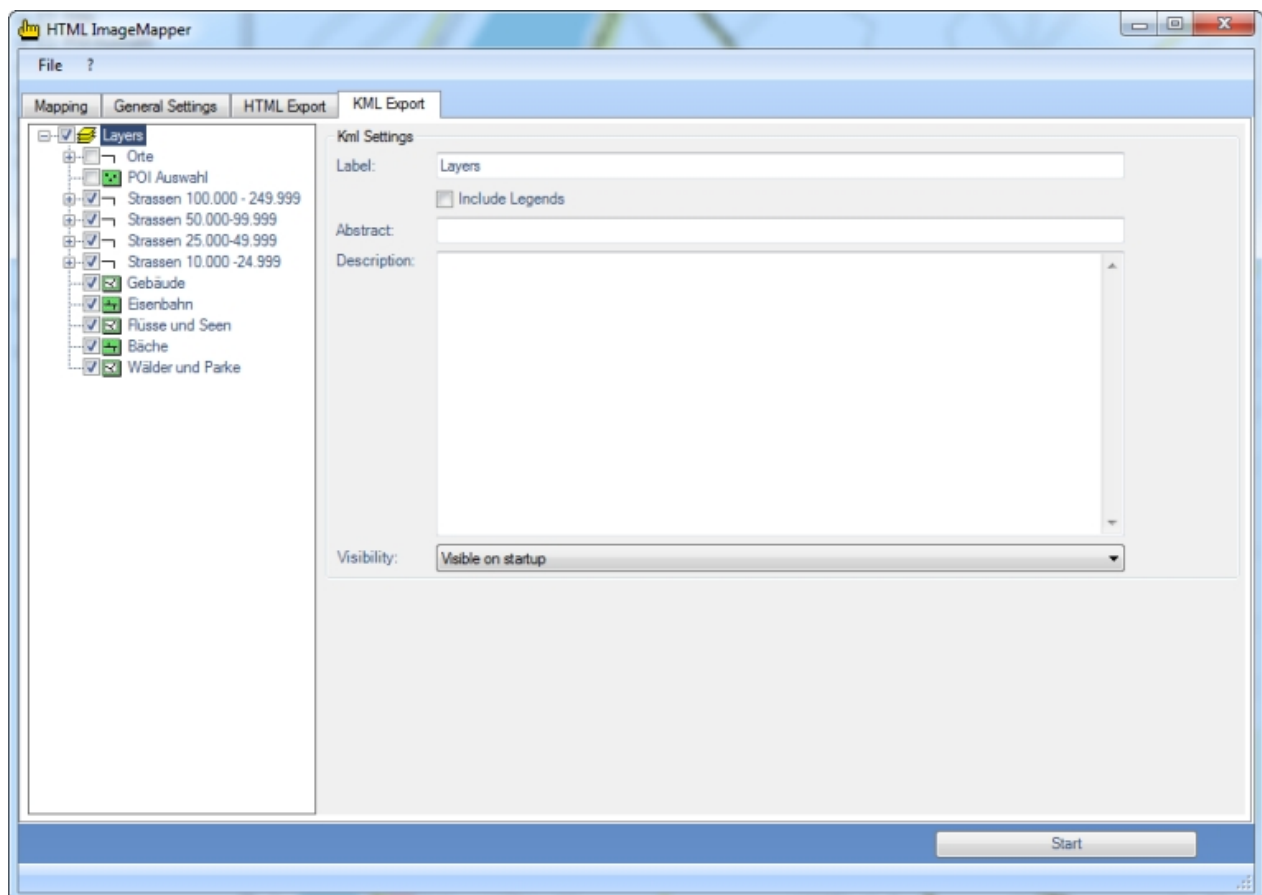 HTML ImageMapper
File ?
Mapping General Settings HTML Export KML Export
Layers
Orte
POI Auswahl
Strassen 100.000 - 249.999
Strassen 50.000-99.999
Strassen 25.000-49.999
Strassen 10.000 -24.999
Gebäude
Eisenbahn
Flüsse und Seen
Bäche
Wälder und Parke
Kml Settings
Label: Layers
Include Legends
Abstract:
Description:
Visibility: Visible on startup
Start